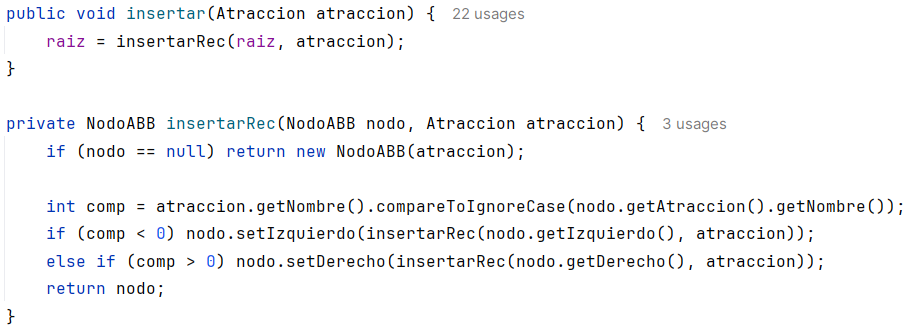 public void insertar(Atraccion atraccion) { 22 usages
    raiz = insertarRec(raiz, atraccion);
}
private NodoABB insertarRec(NodoABB nodo, Atraccion atraccion) { 3 usages
    if (nodo == null) return new NodoABB(atraccion);
    int comp = atraccion.getNombre().compareToIgnoreCase(nodo.getAtraccion().getNombre());
    if (comp < 0) nodo.setIzquierdo(insertarRec(nodo.getIzquierdo(), atraccion));
    else if (comp > 0) nodo.setDerecho(insertarRec(nodo.getDerecho(), atraccion));
    return nodo;
}